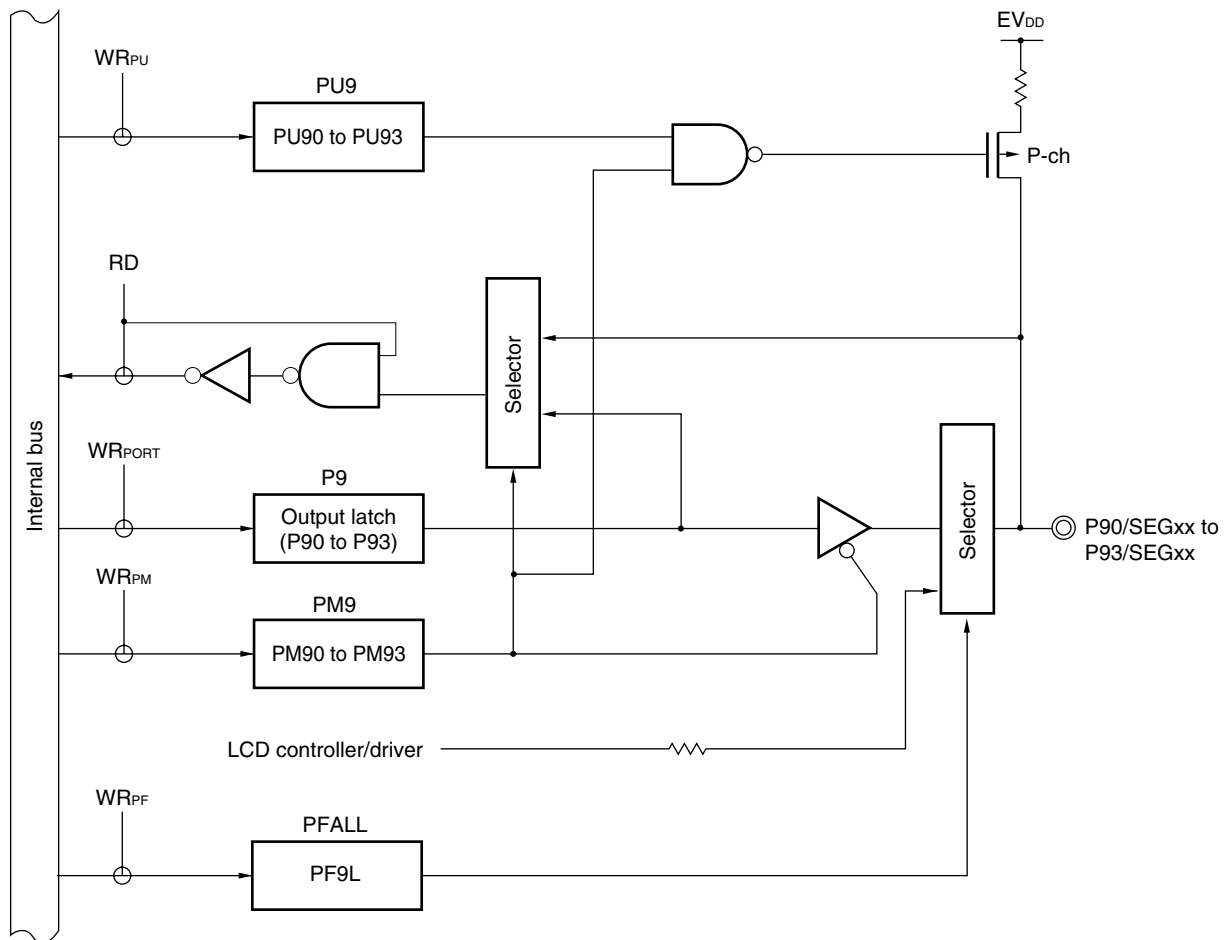 EVDD
WRPU
PU9
PU90 to PU93
P-ch
RD
Selector
Internal bus
WRPORT
P9
Output latch
(P90 to P93)
Selector
P90/SEGxx to
P93/SEGxx
WRPM
PM9
PM90 to PM93
LCD controller/driver
WRPF
PFALL
PF9L